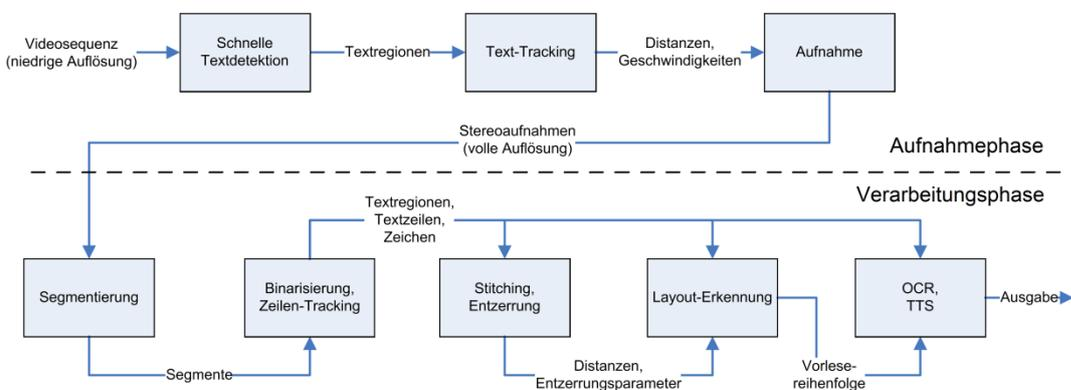 Videosequenz
(niedrige Auflösung)
Schnelle
Textdetektion
Textregionen
Text-Tracking
Distanzen,
Geschwindigkeiten
Aufnahme
Stereoaufnahmen
(volle Auflösung)
Aufnahmephase
Verarbeitungsphase
Textregionen,
Textzeilen,
Zeichen
Segmentierung
Segmente
Binarisierung,
Zeilen-Tracking
Stitching,
Entzerrung
Distanzen,
Entzerrungsparameter
Layout-Erkennung
Vorlese-
reihenfolge
OCR,
TTS
Ausgabe